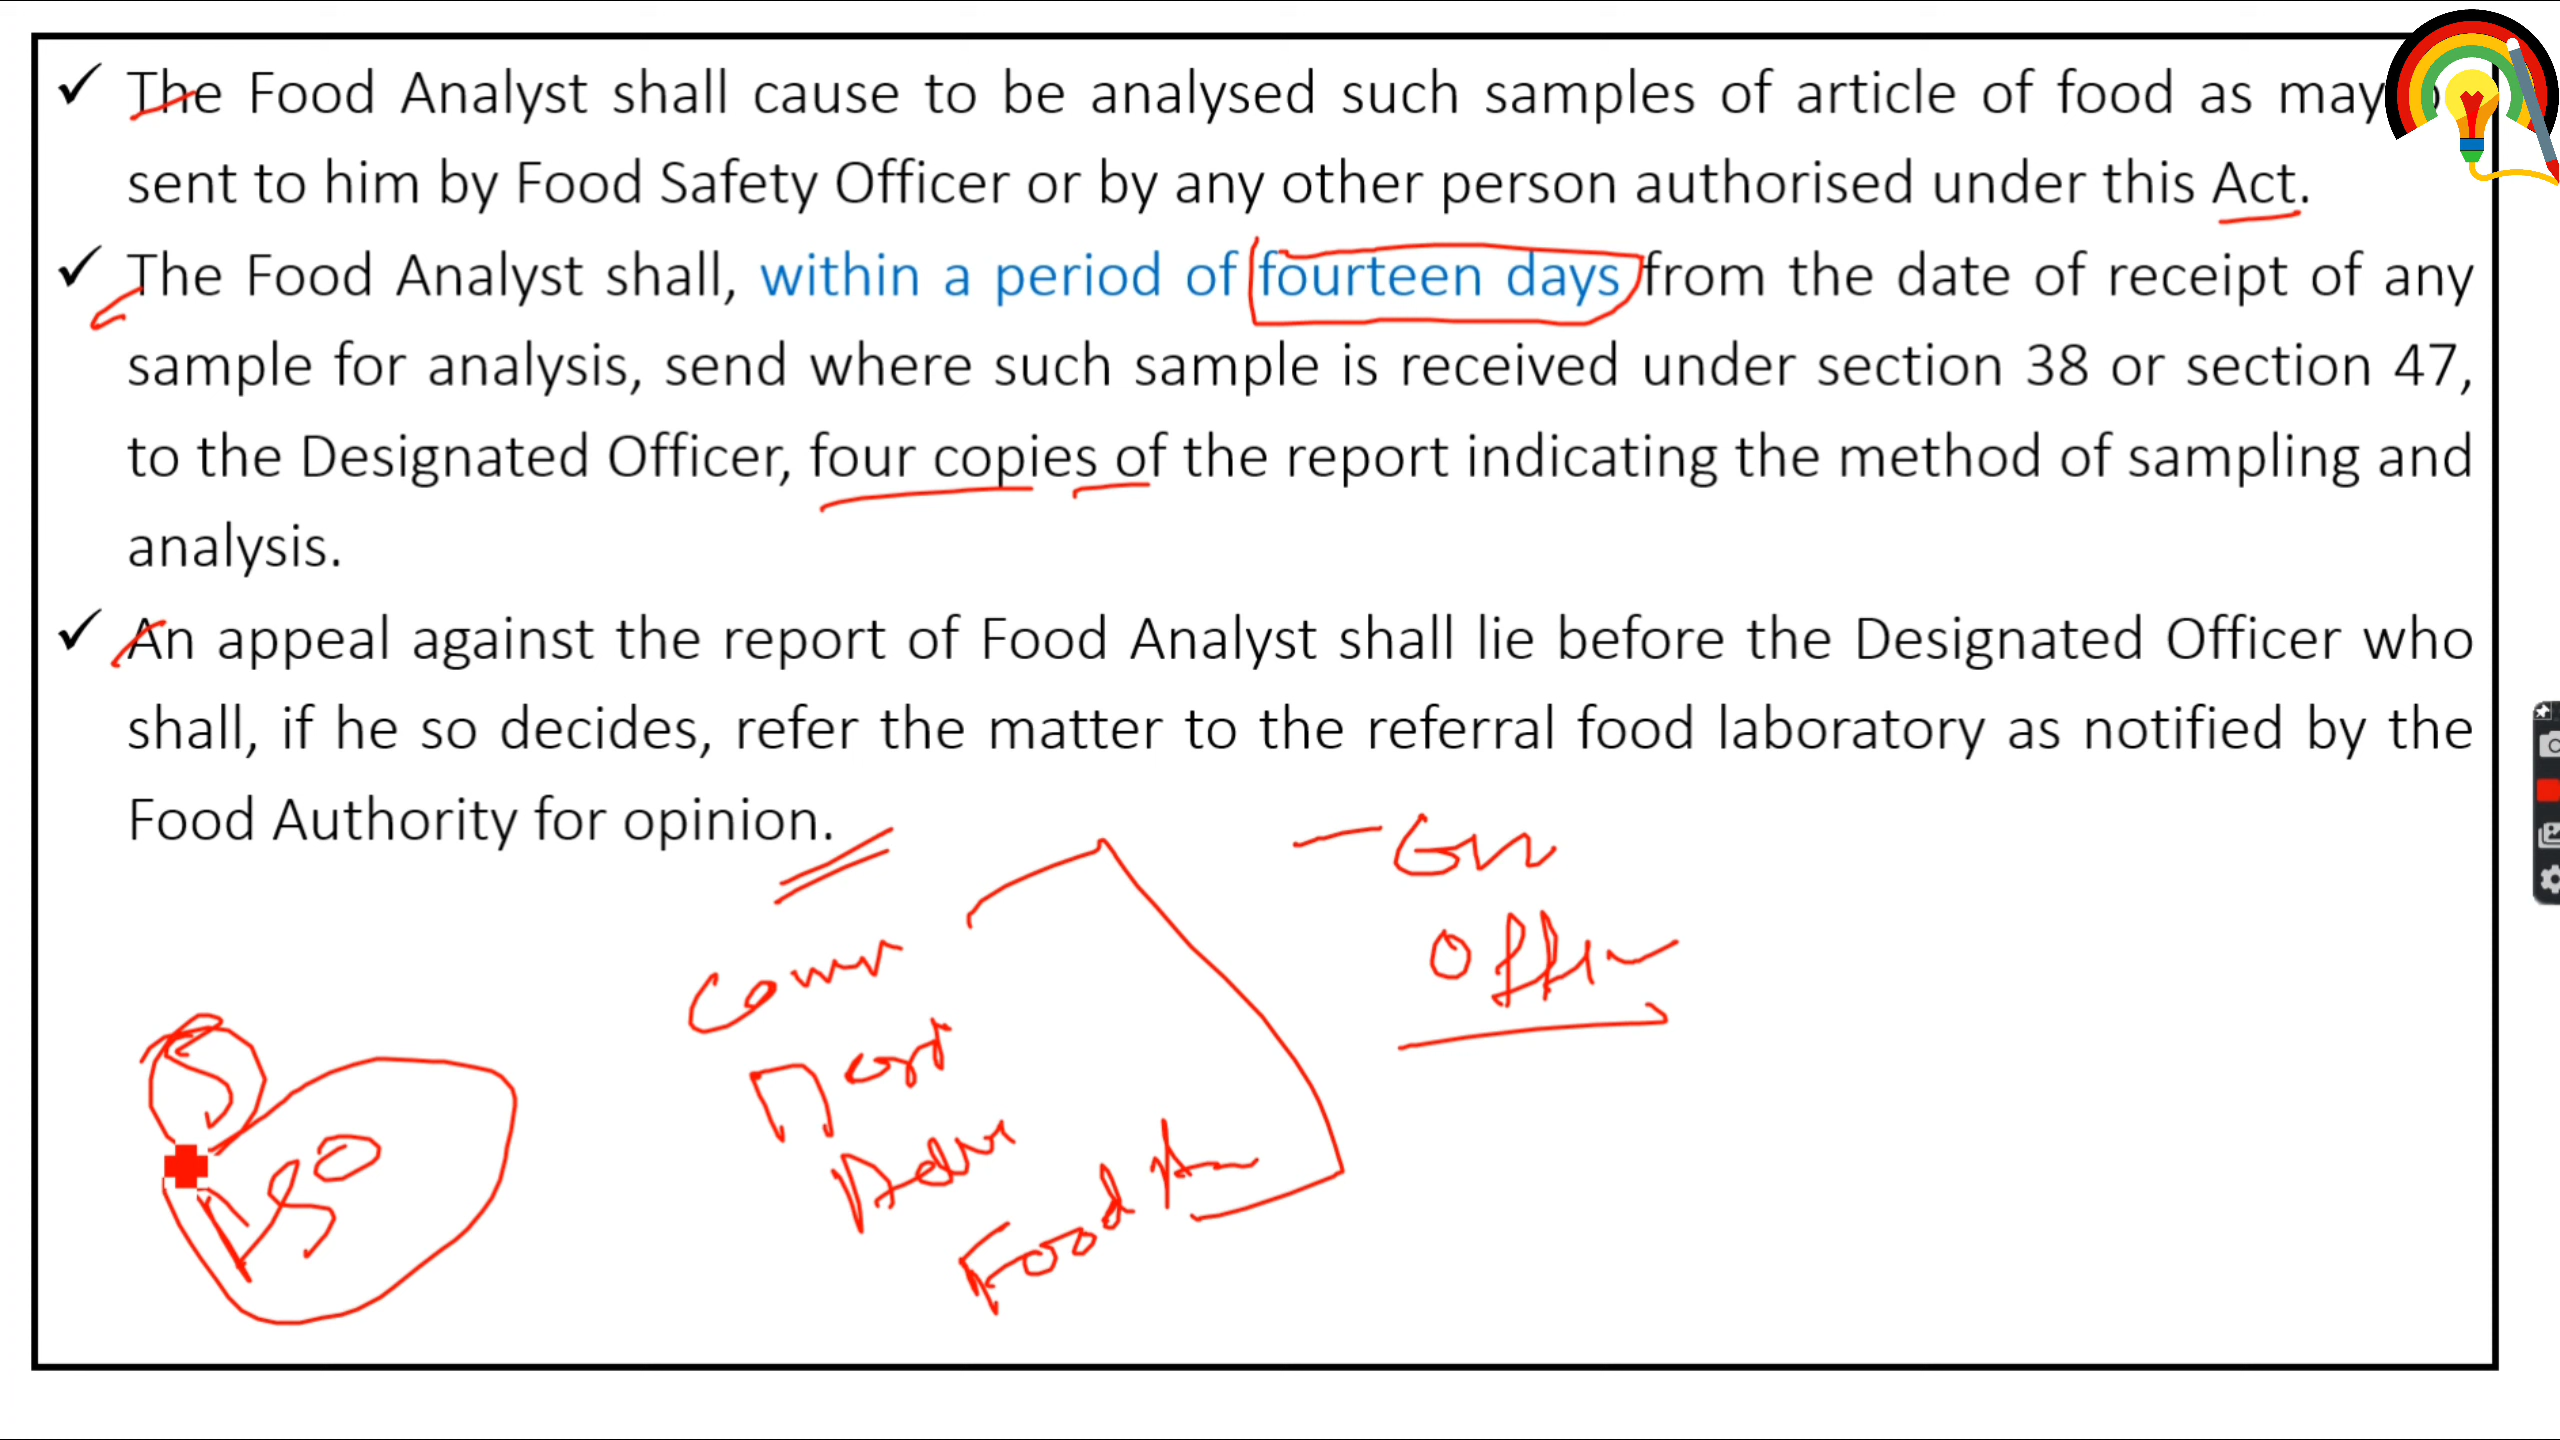 ✓ The Food Analyst shall cause to be analysed such samples of article of food as may
sent to him by Food Safety Officer or by any other person authorised under this Act.
✓ The Food Analyst shall, within a period of fourteen days from the date of receipt of any
sample for analysis, send where such sample is received under section 38 or section 47,
to the Designated Officer, four copies of the report indicating the method of sampling and
analysis.
✓ An appeal against the report of Food Analyst shall lie before the Designated Officer who
shall, if he so decides, refer the matter to the referral food laboratory as notified by the
Food Authority for opinion.
Food